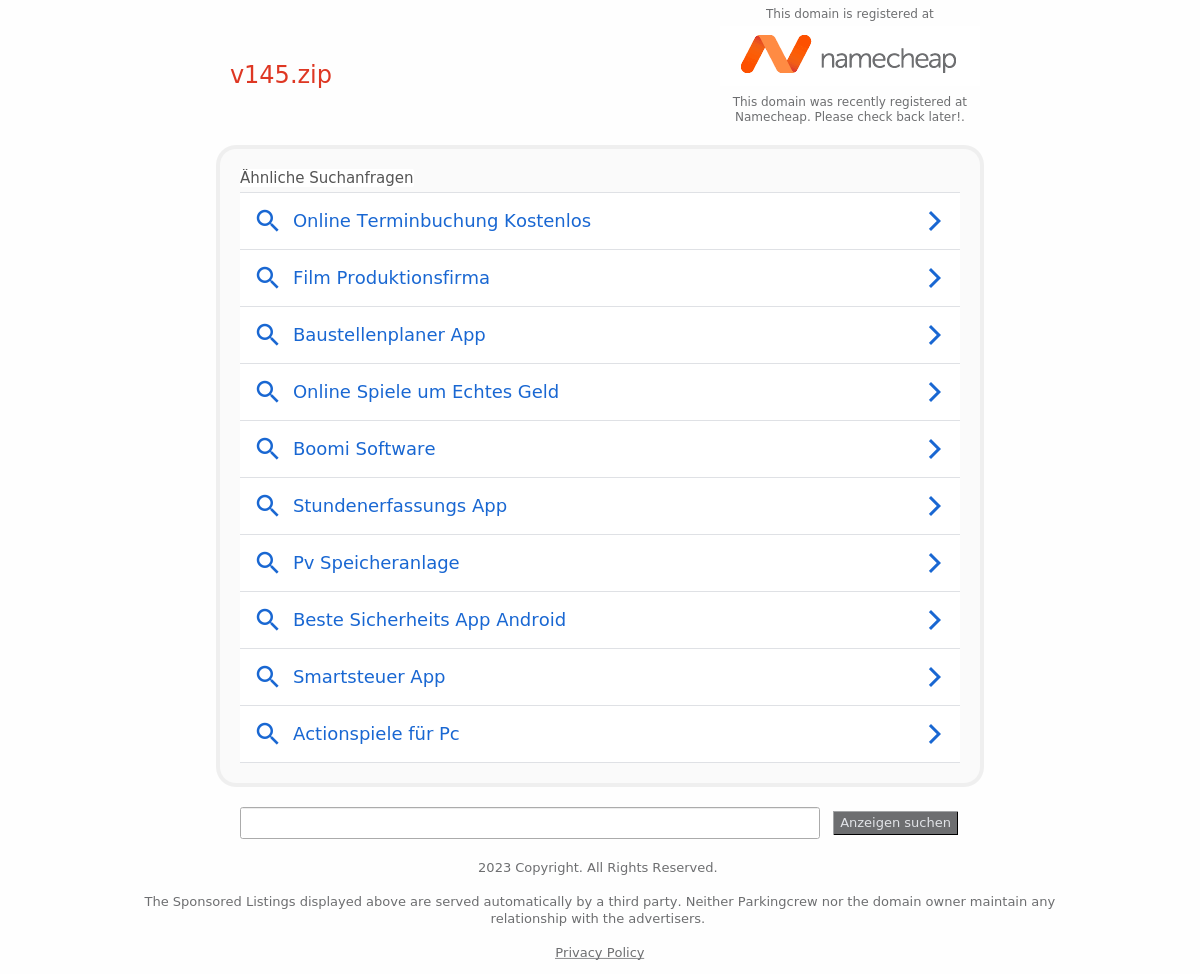 This domain is registered at
namecheap
v145.zip
This domain was recently registered at
Namecheap. Please check back later!.
Ähnliche Suchanfragen
Online Terminbuchung Kostenlos
Film Produktionsfirma
Baustellenplaner App
Online Spiele um Echtes Geld
Boomi Software
Stundenerfassungs App
Pv Speicheranlage
Beste Sicherheits App Android
Smartsteuer App
Actionspiele für Pc
Anzeigen suchen
2023 Copyright. All Rights Reserved.
The Sponsored Listings displayed above are served automatically by a third party. Neither Parkingcrew nor the domain owner maintain any
relationship with the advertisers.
Privacy Policy